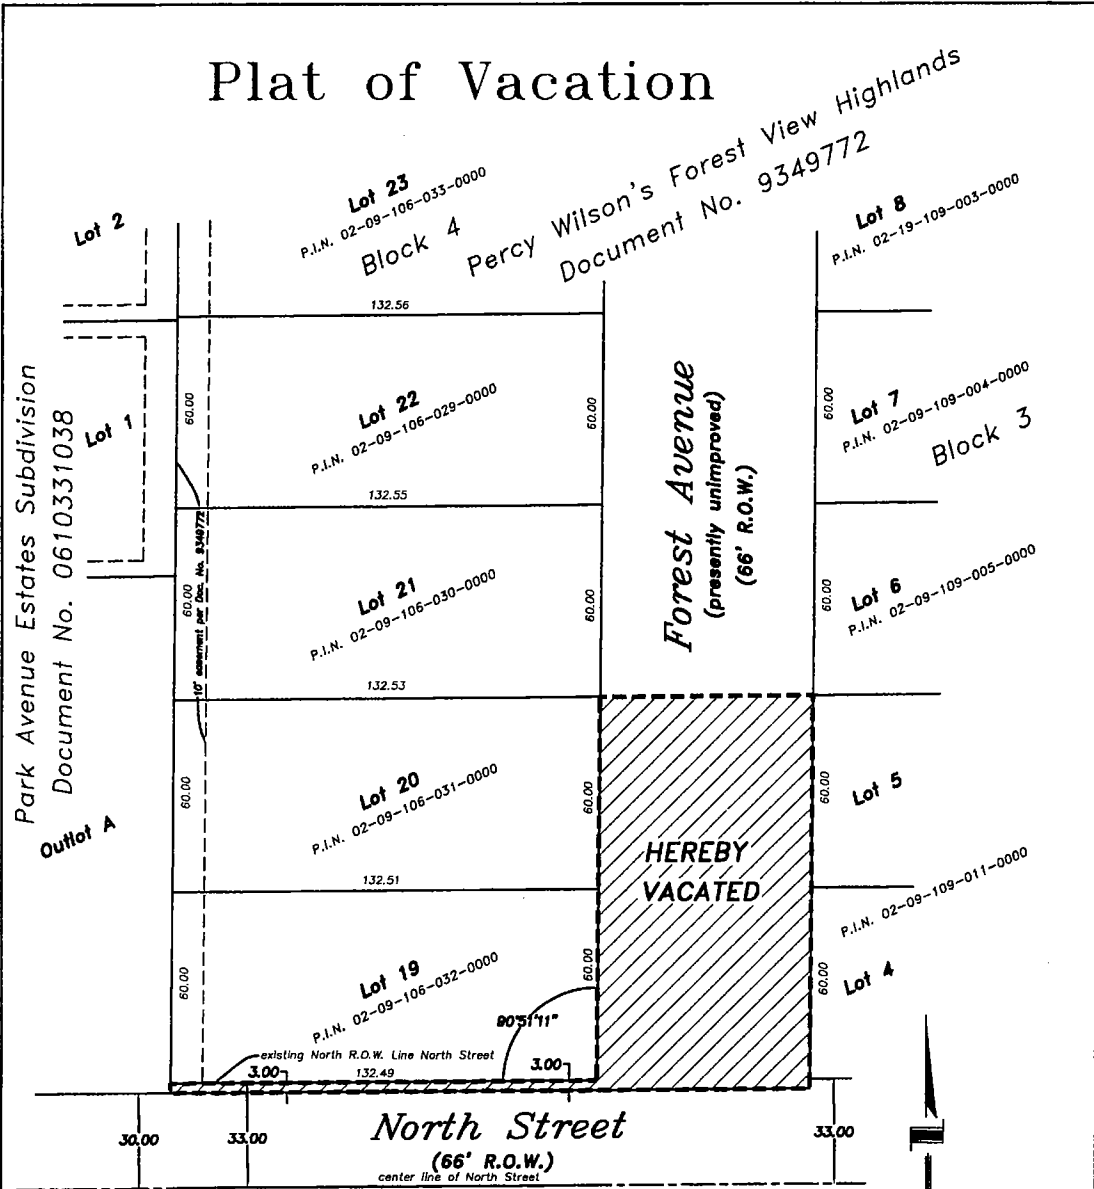 Plat of Vacation
Percy Wilson's Forest View Highlands
Document No. 9349772
Lot 2
Lot 23
P.I.N. 02-09-106-033-0000
Block 4
Lot 8
P.I.N. 02-19-109-003-0000
132.56
Park Avenue Estates Subdivision
Document No. 0610331038
Lot 1
60.00
Lot 22
P.I.N. 02-09-106-029-0000
60.00
Forest Avenue
(presently unimproved)
(66' R.O.W.)
60.00
Lot 7
P.I.N. 02-09-109-004-0000
Block 3
132.55
10' easement per Doc. No. 9349772
60.00
Lot 21
P.I.N. 02-09-106-030-0000
60.00
60.00
Lot 6
P.I.N. 02-09-109-005-0000
132.53
Outlot A
60.00
Lot 20
P.I.N. 02-09-106-031-0000
60.00
HEREBY
VACATED
60.00
Lot 5
132.51
P.I.N. 02-09-109-011-0000
60.00
Lot 19
P.I.N. 02-09-106-032-0000
60.00
60.00
Lot 4
90°51'11"
existing North R.O.W. Line North Street
3.00
132.49
3.00
30.00
33.00
North Street
(66' R.O.W.)
33.00
center line of North Street